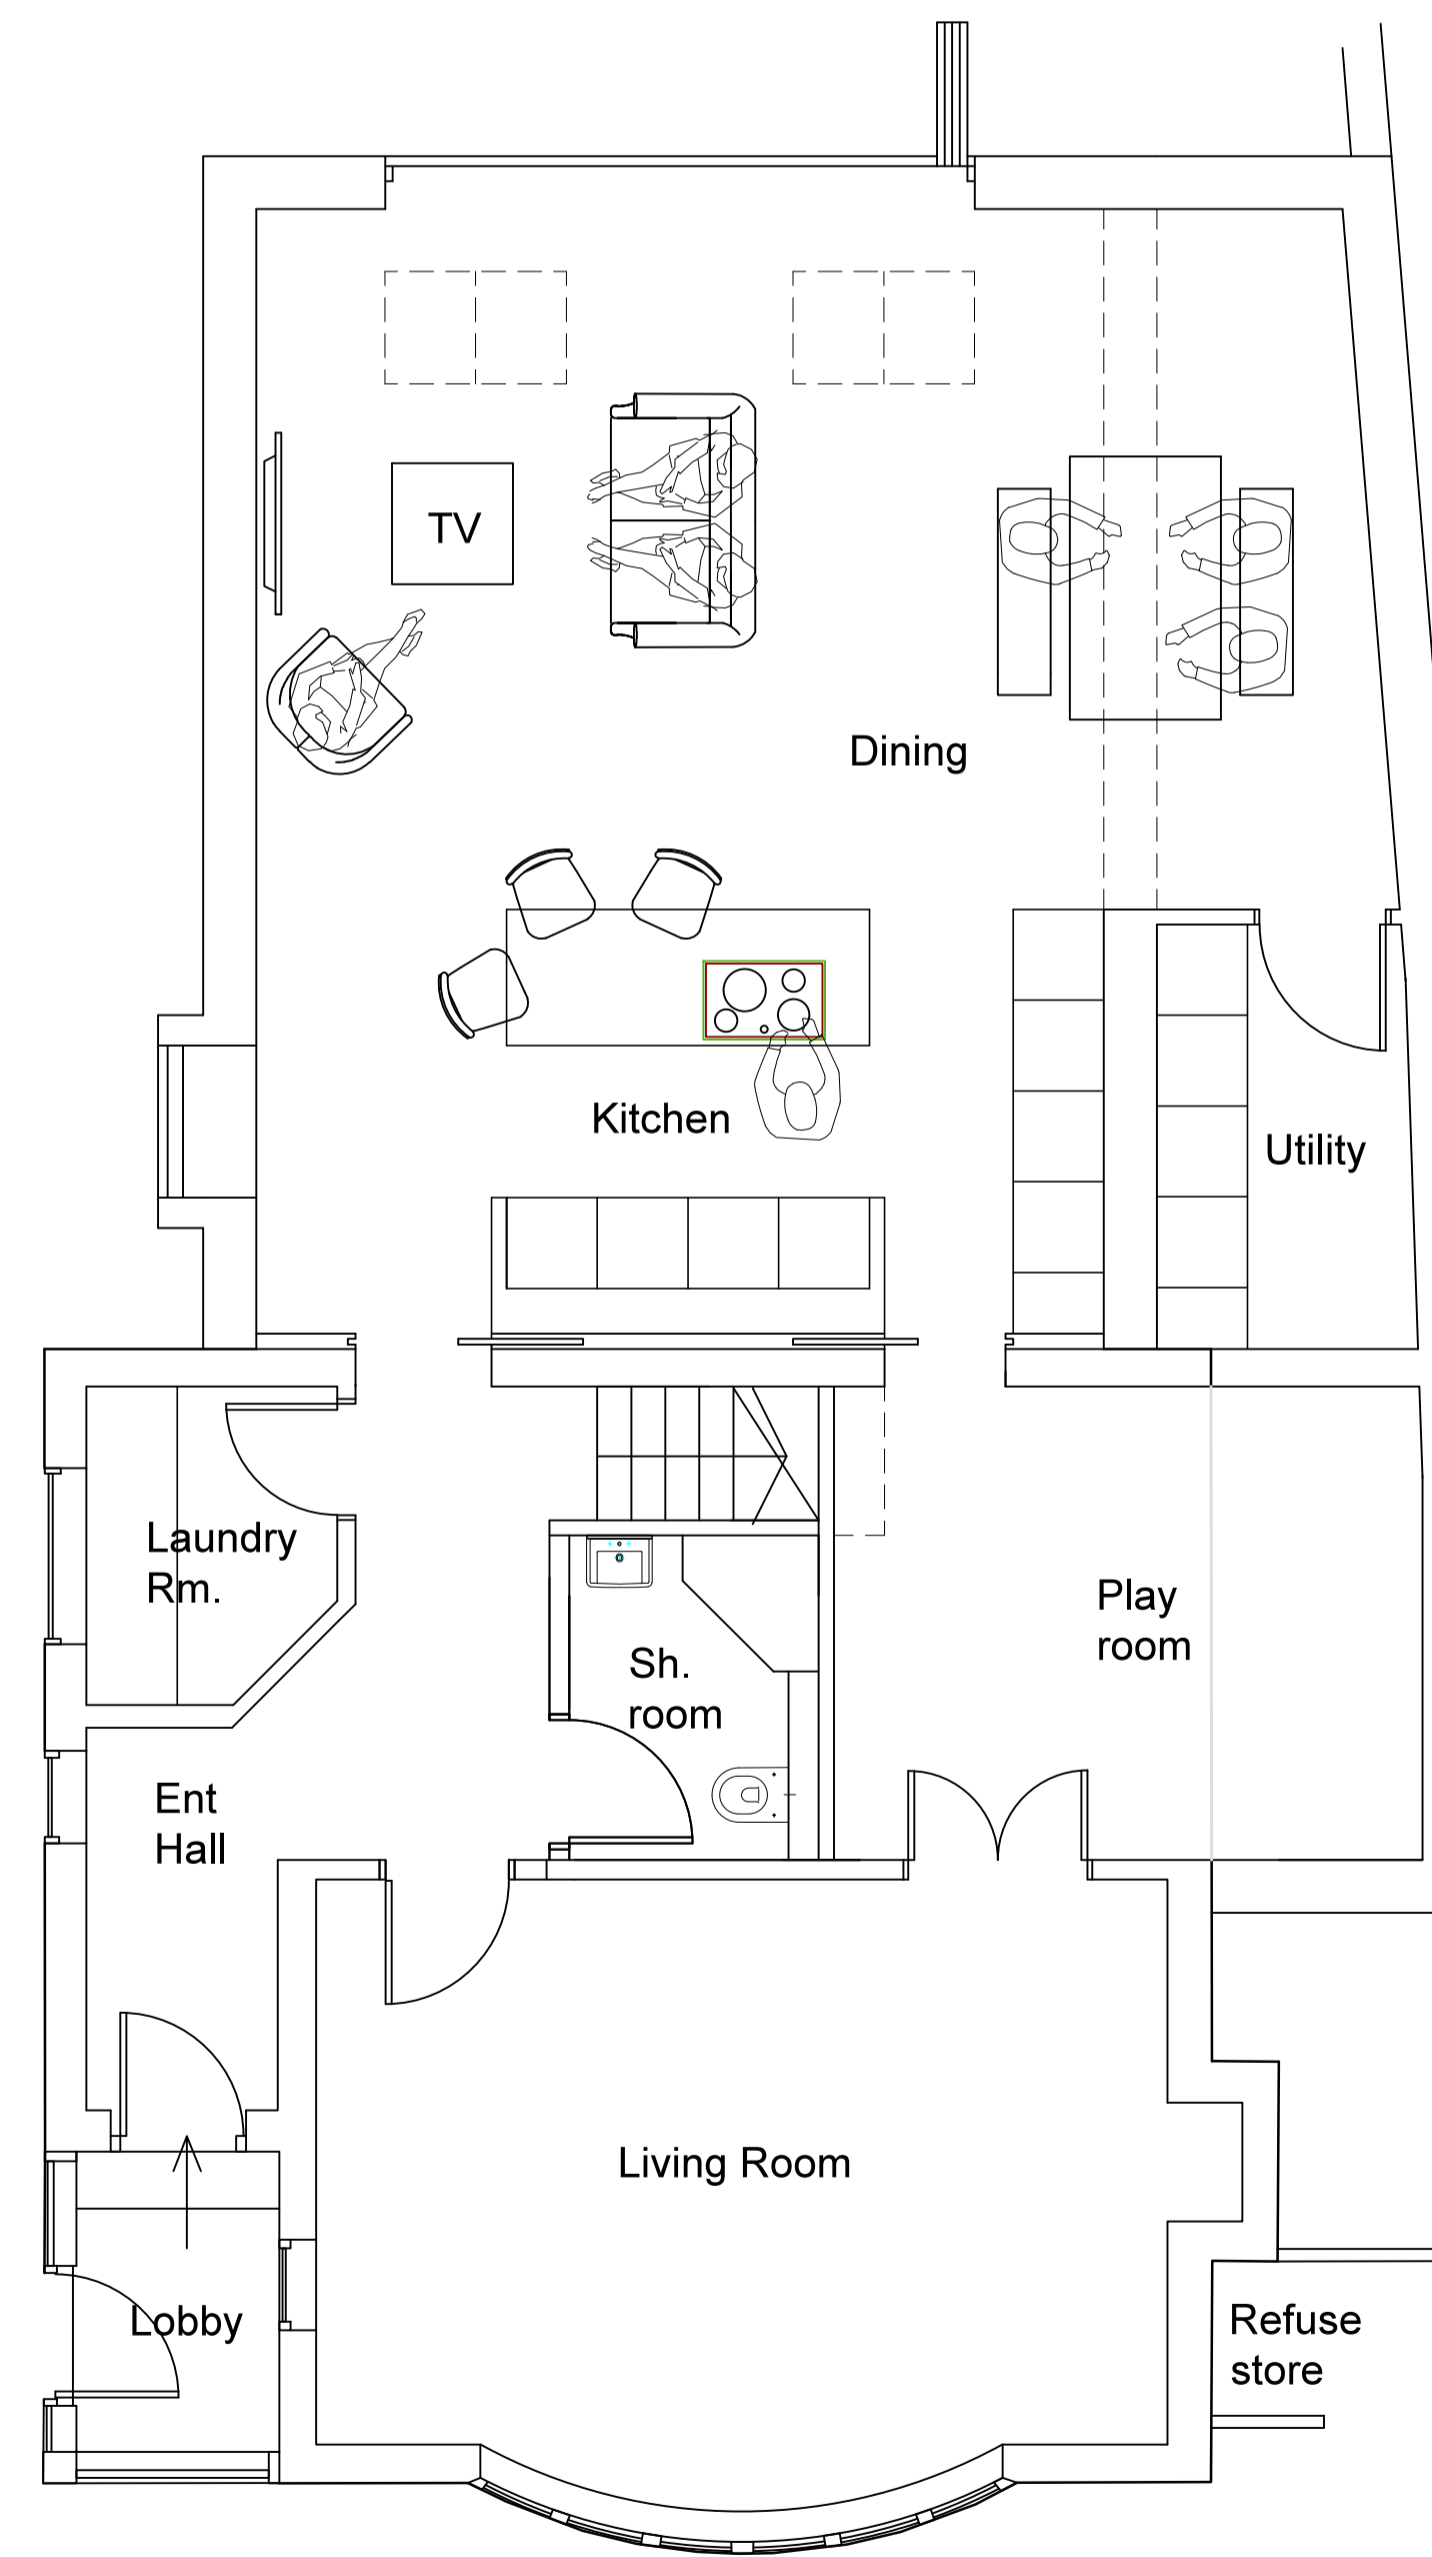 TV
Dining
Kitchen
Utility
Laundry
Rm.
Play
room
Sh.
room
Ent
Hall
Living Room
Lobby
Refuse
store